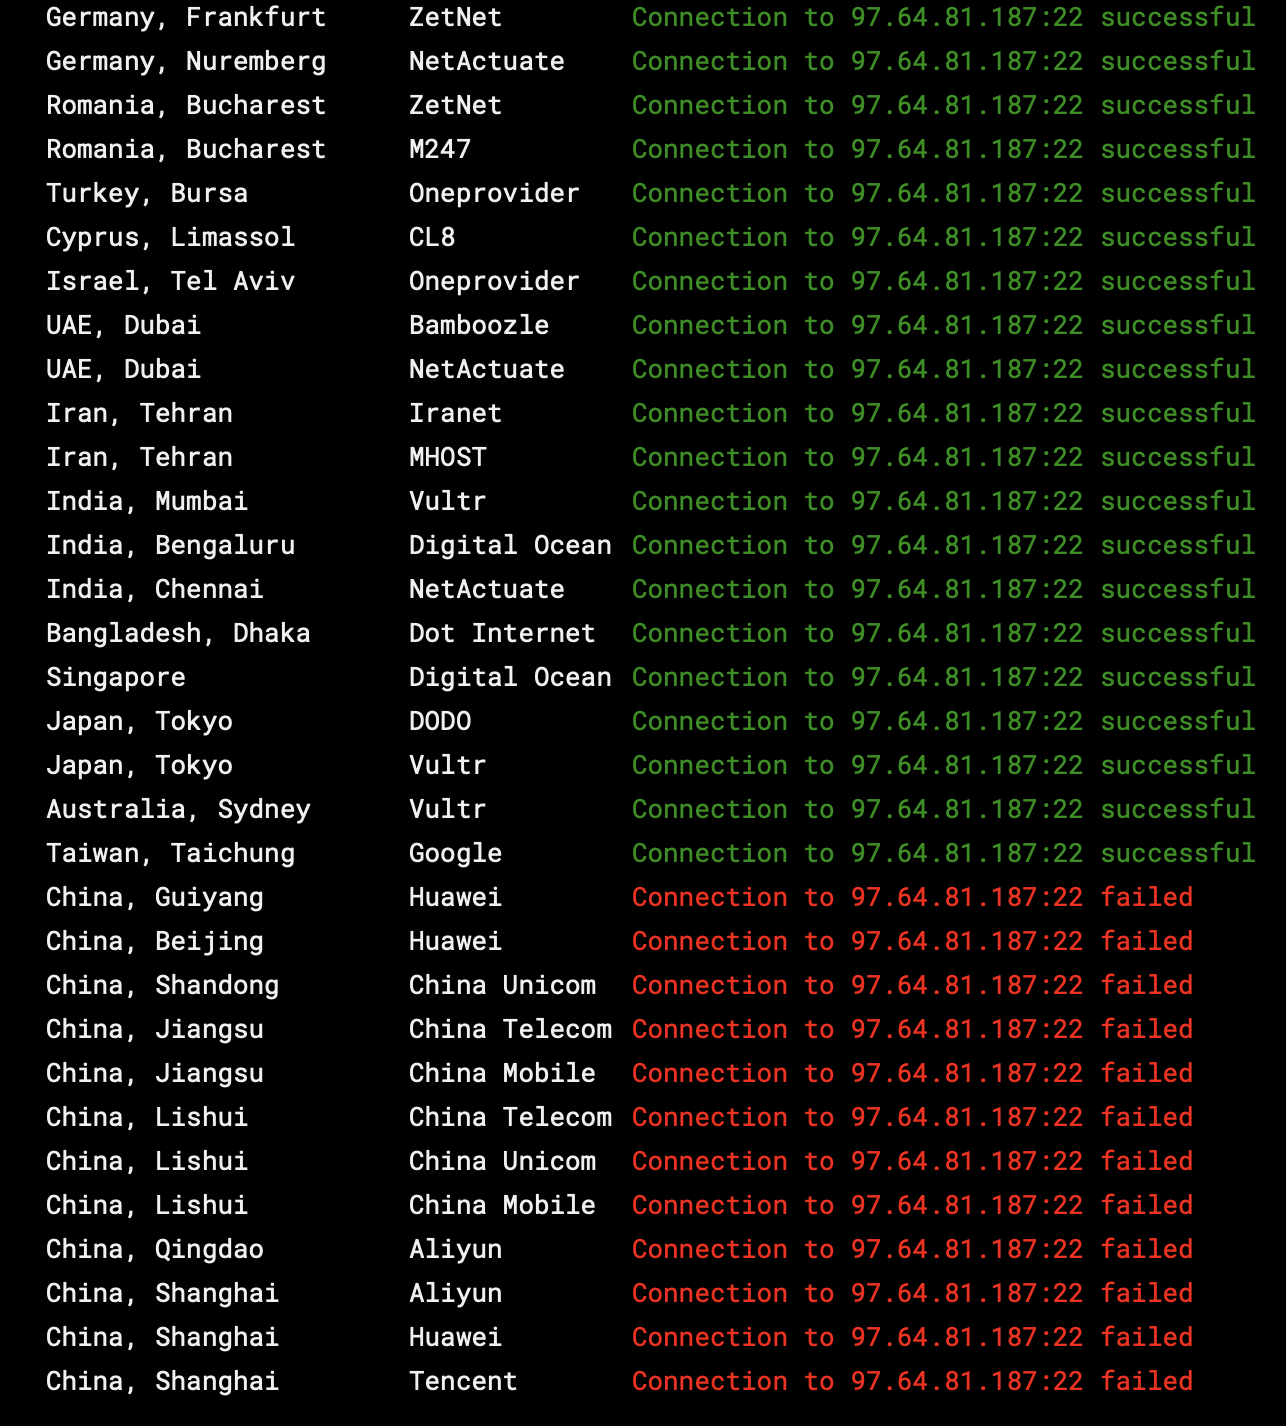 Germany, Frankfurt ZetNet Connection to 97.64.81.187:22 successful
Germany, Nuremberg NetActuate Connection to 97.64.81.187:22 successful
Romania, Bucharest ZetNet Connection to 97.64.81.187:22 successful
Romania, Bucharest M247 Connection to 97.64.81.187:22 successful
Turkey, Bursa Oneprovider Connection to 97.64.81.187:22 successful
Cyprus, Limassol CL8 Connection to 97.64.81.187:22 successful
Israel, Tel Aviv Oneprovider Connection to 97.64.81.187:22 successful
UAE, Dubai Bamboozle Connection to 97.64.81.187:22 successful
UAE, Dubai NetActuate Connection to 97.64.81.187:22 successful
Iran, Tehran Iranet Connection to 97.64.81.187:22 successful
Iran, Tehran MHOST Connection to 97.64.81.187:22 successful
India, Mumbai Vultr Connection to 97.64.81.187:22 successful
India, Bengaluru Digital Ocean Connection to 97.64.81.187:22 successful
India, Chennai NetActuate Connection to 97.64.81.187:22 successful
Bangladesh, Dhaka Dot Internet Connection to 97.64.81.187:22 successful
Singapore Digital Ocean Connection to 97.64.81.187:22 successful
Japan, Tokyo DODO Connection to 97.64.81.187:22 successful
Japan, Tokyo Vultr Connection to 97.64.81.187:22 successful
Australia, Sydney Vultr Connection to 97.64.81.187:22 successful
Taiwan, Taichung Google Connection to 97.64.81.187:22 successful
China, Guiyang Huawei Connection to 97.64.81.187:22 failed
China, Beijing Huawei Connection to 97.64.81.187:22 failed
China, Shandong China Unicom Connection to 97.64.81.187:22 failed
China, Jiangsu China Telecom Connection to 97.64.81.187:22 failed
China, Jiangsu China Mobile Connection to 97.64.81.187:22 failed
China, Lishui China Telecom Connection to 97.64.81.187:22 failed
China, Lishui China Unicom Connection to 97.64.81.187:22 failed
China, Lishui China Mobile Connection to 97.64.81.187:22 failed
China, Qingdao Aliyun Connection to 97.64.81.187:22 failed
China, Shanghai Aliyun Connection to 97.64.81.187:22 failed
China, Shanghai Huawei Connection to 97.64.81.187:22 failed
China, Shanghai Tencent Connection to 97.64.81.187:22 failed